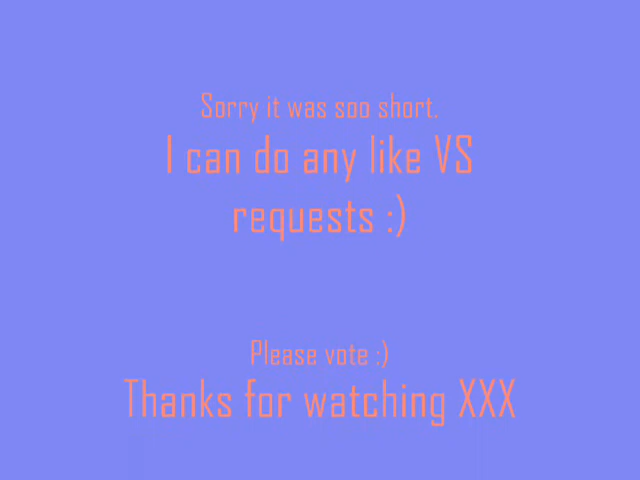 Sorry it was soo short.
I can do any like VS
requests :)
Please vote :)
Thanks for watching XXX